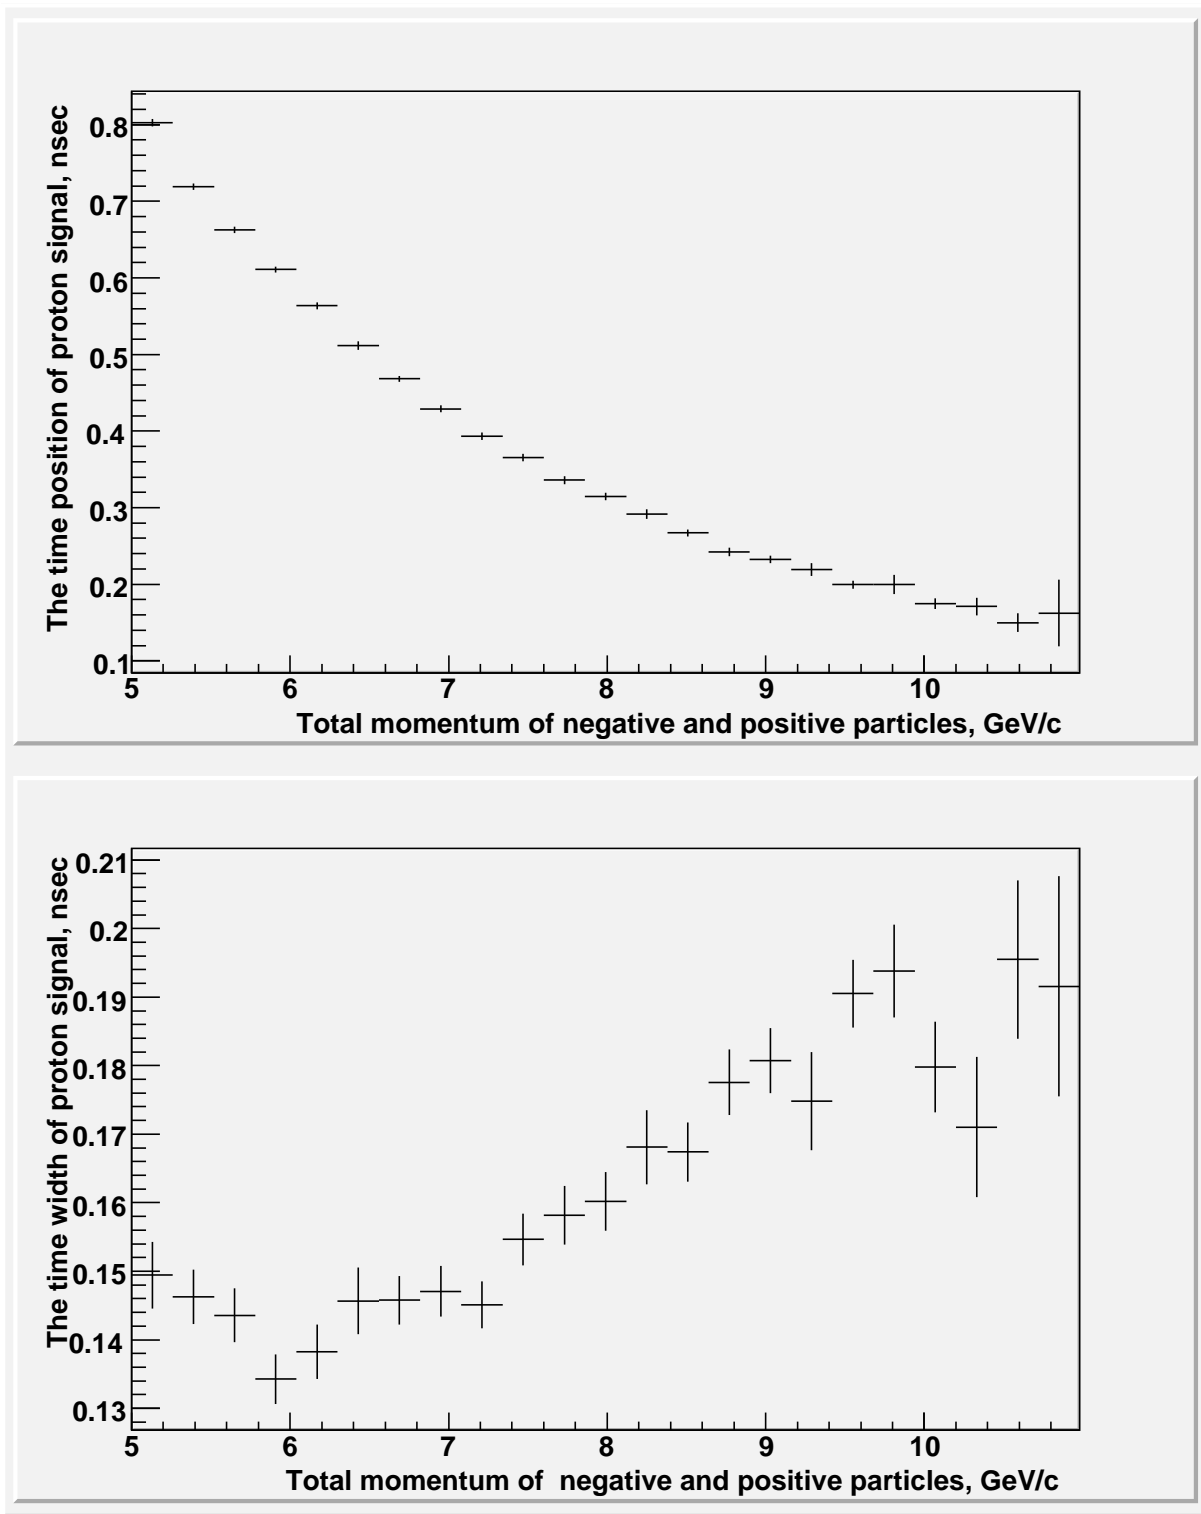 The time position of proton signal, nsec
0.8
0.7
0.6
0.5
0.4
0.3
0.2
0.1
5 6 7 8 9 10
Total momentum of negative and positive particles, GeV/c
The time width of proton signal, nsec
0.21
0.2
0.19
0.18
0.17
0.16
0.15
0.14
0.13
5 6 7 8 9 10
Total momentum of  negative and positive particles, GeV/c